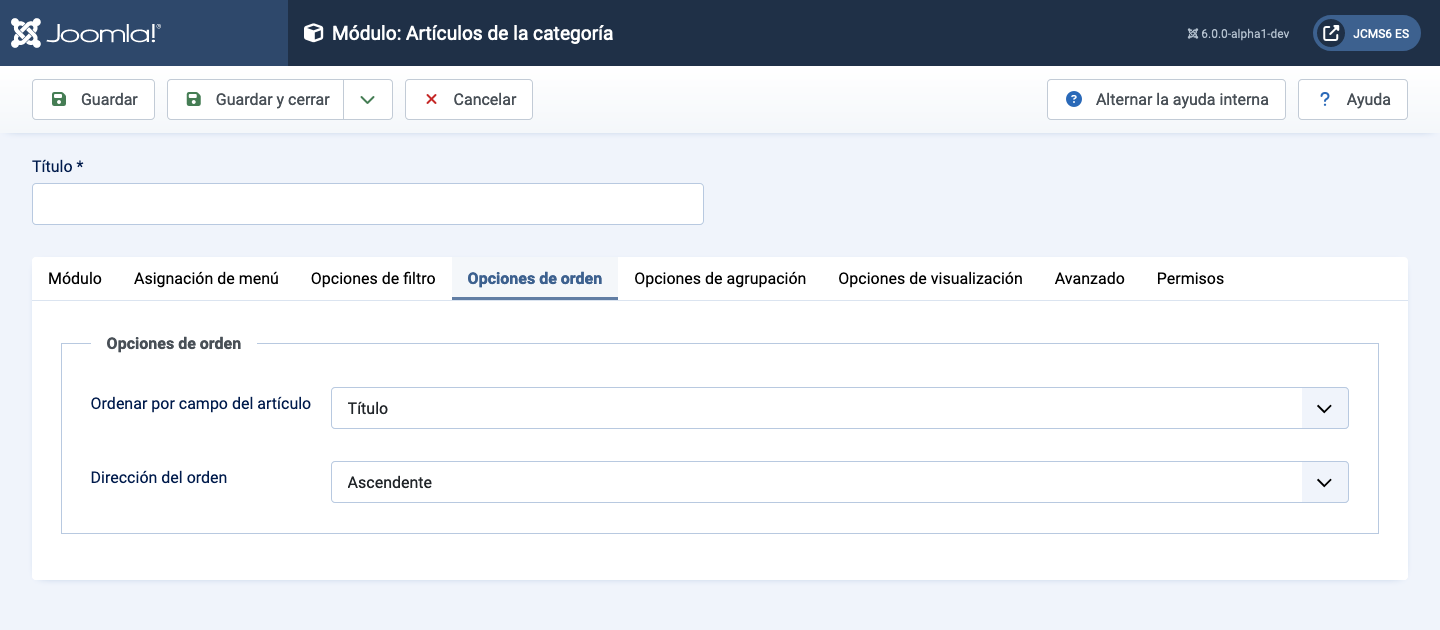 Joomla!® Módulo: Artículos de la categoría 6.0.0-alpha1-dev JCMS6 ES
Guardar Guardar y cerrar Cancelar ? Alternar la ayuda interna ? Ayuda
Título *
Módulo Asignación de menú Opciones de filtro Opciones de orden Opciones de agrupación Opciones de visualización Avanzado Permisos
Opciones de orden
Ordenar por campo del artículo Título
Dirección del orden Ascendente